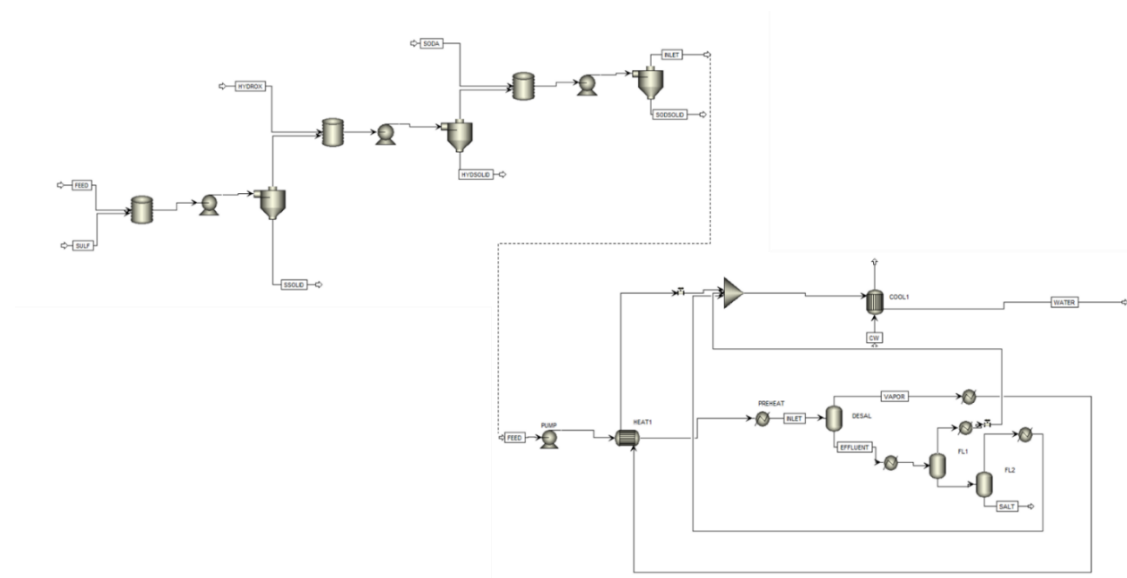 SODA
INLET
HYDROX
SODSOLID
HYDSOLID
FEED
SULF
SSOLID
COOL1
WATER
CW
PREHEAT
VAPOR
HEAT1
INLET
DESAL
PUMP
FEED
EFFLUENT
FL1
FL2
SALT